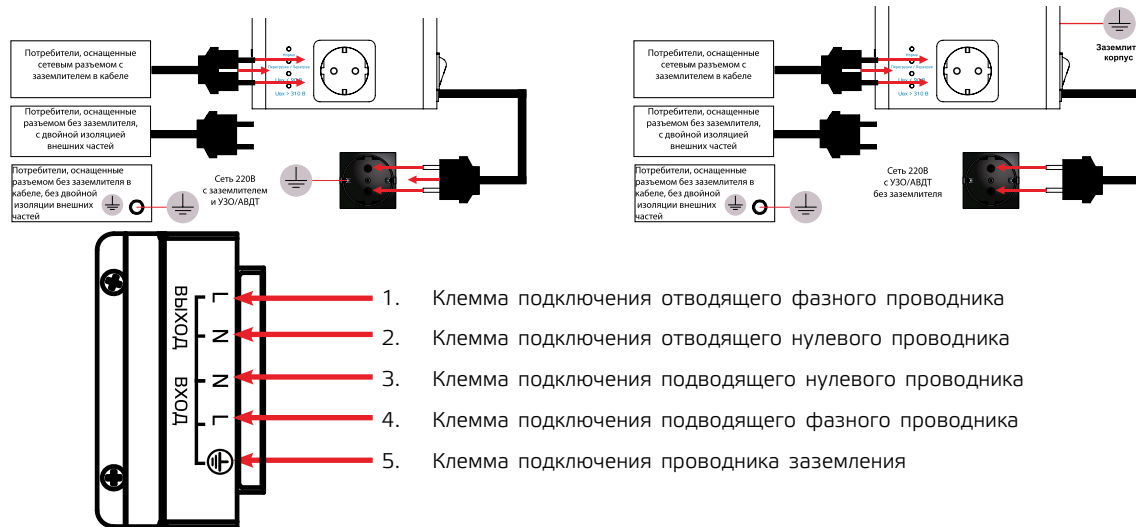 Потребители, оснащенные
сетевым разъемом с
заземлителем в кабеле
Потребители, оснащенные
разъемом без заземлителя,
с двойной изоляцией
внешних частей
Потребители, оснащенные
разъемом без заземлителя в
кабеле, без двойной
изоляции внешних
частей
Сеть 220В
с заземлителем
и УЗО/АВДТ
Uвх > 310 В
Потребители, оснащенные
сетевым разъемом с
заземлителем в кабеле
Потребители, оснащенные
разъемом без заземлителя,
с двойной изоляцией
внешних частей
Потребители, оснащенные
разъемом без заземлителя в
кабеле, без двойной
изоляции внешних
частей
Сеть 220В
с УЗО/АВДТ
без заземлителя
Uвх > 310 В
Заземлит
корпус
ВЫХОД
ВХОД
L
N
N
L
1. Клемма подключения отводящего фазного проводника
2. Клемма подключения отводящего нулевого проводника
3. Клемма подключения подводящего нулевого проводника
4. Клемма подключения подводящего фазного проводника
5. Клемма подключения проводника заземления